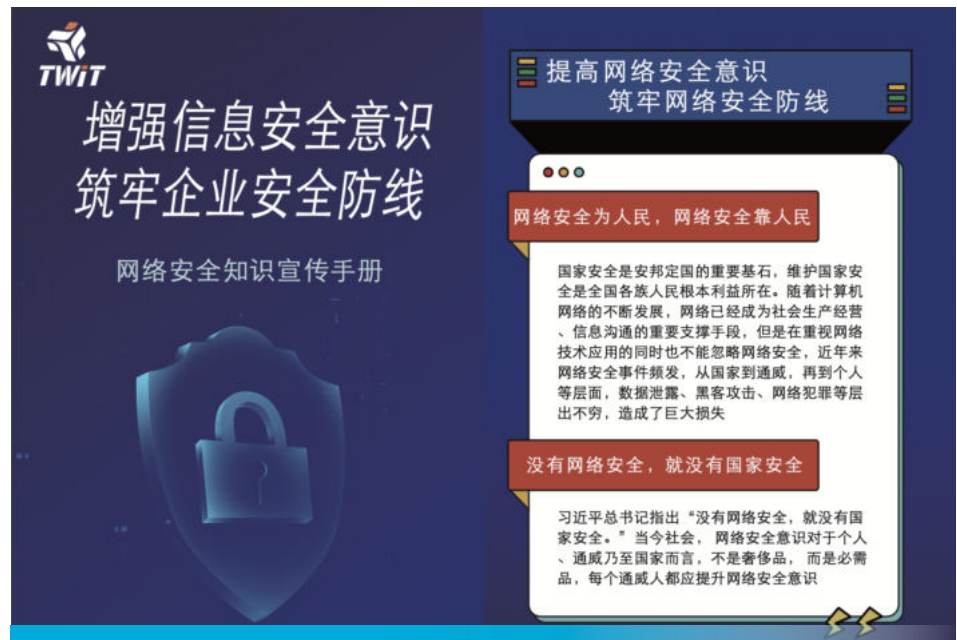 TWiT
增强信息安全意识
筑牢企业安全防线
网络安全知识宣传手册
提高网络安全意识
筑牢网络安全防线
网络安全为人民，网络安全靠人民
国家安全是安邦定国的重要基石，维护国家安
全是全国各族人民根本利益所在。随着计算机
网络的不断发展，网络已经成为社会生产经营
、信息沟通的重要支撑手段，但是在重视网络
技术应用的同时也不能忽略网络安全，近年来
网络安全事件频发，从国家到通威，再到个人
等层面，数据泄露、黑客攻击、网络犯罪等层
出不穷，造成了巨大损失
没有网络安全，就没有国家安全
习近平总书记指出“没有网络安全，就没有国
家安全。”当今社会， 网络安全意识对于个人
、通威乃至国家而言，不是奢侈品， 而是必需
品，每个通威人都应提升网络安全意识